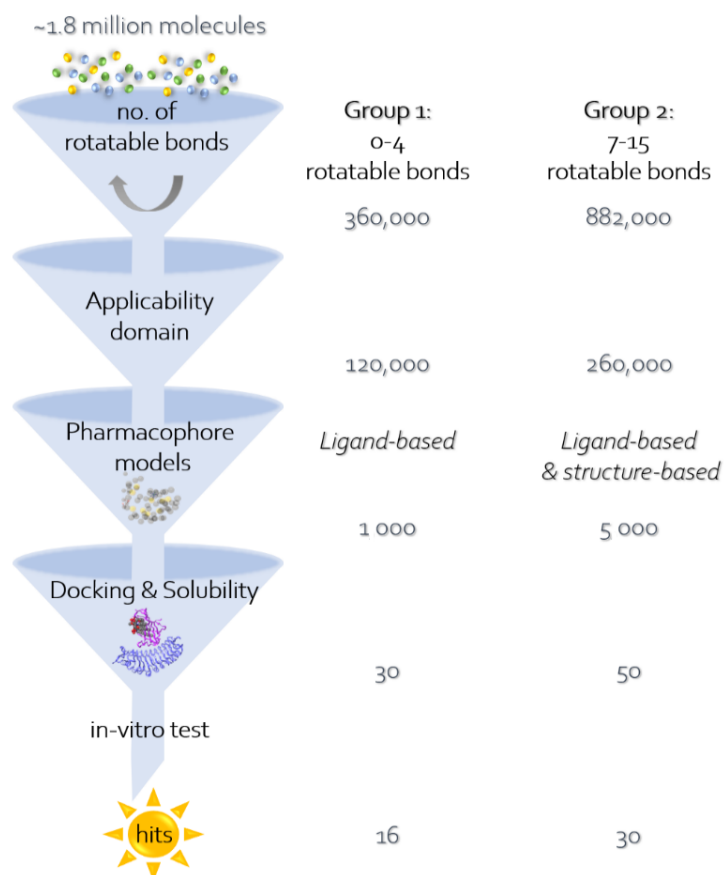 ~1.8 million molecules
no. of
rotatable bonds
Group 1:
0-4
rotatable bonds
Group 2:
7-15
rotatable bonds
360,000
882,000
Applicability
domain
120,000
260,000
Pharmacophore
models
Ligand-based
Ligand-based
& structure-based
1 000
5 000
Docking & Solubility
30
50
in-vitro test
hits
16
30